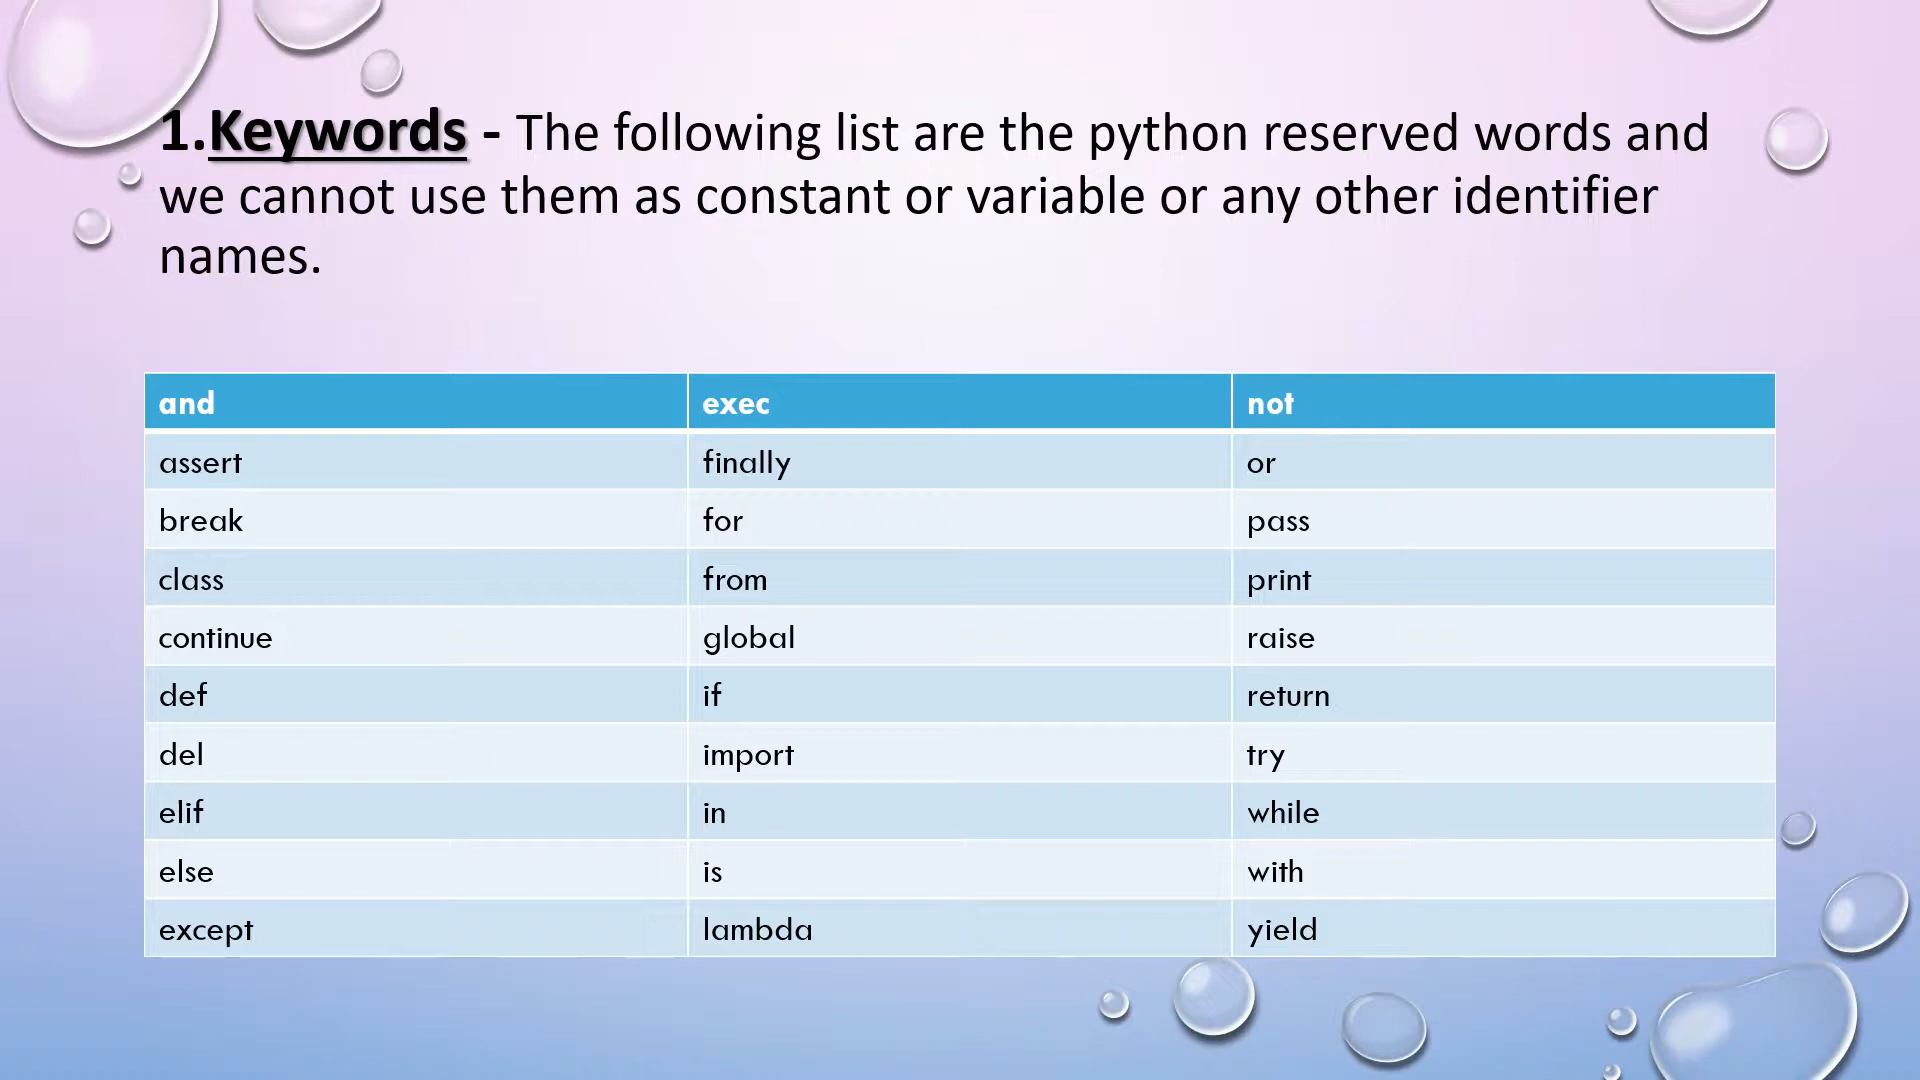 1.Keywords - The following list are the python reserved words and
we cannot use them as constant or variable or any other identifier
names.
and exec not
assert finally or
break for pass
class from print
continue global raise
def if return
del import try
elif in while
else is with
except lambda yield